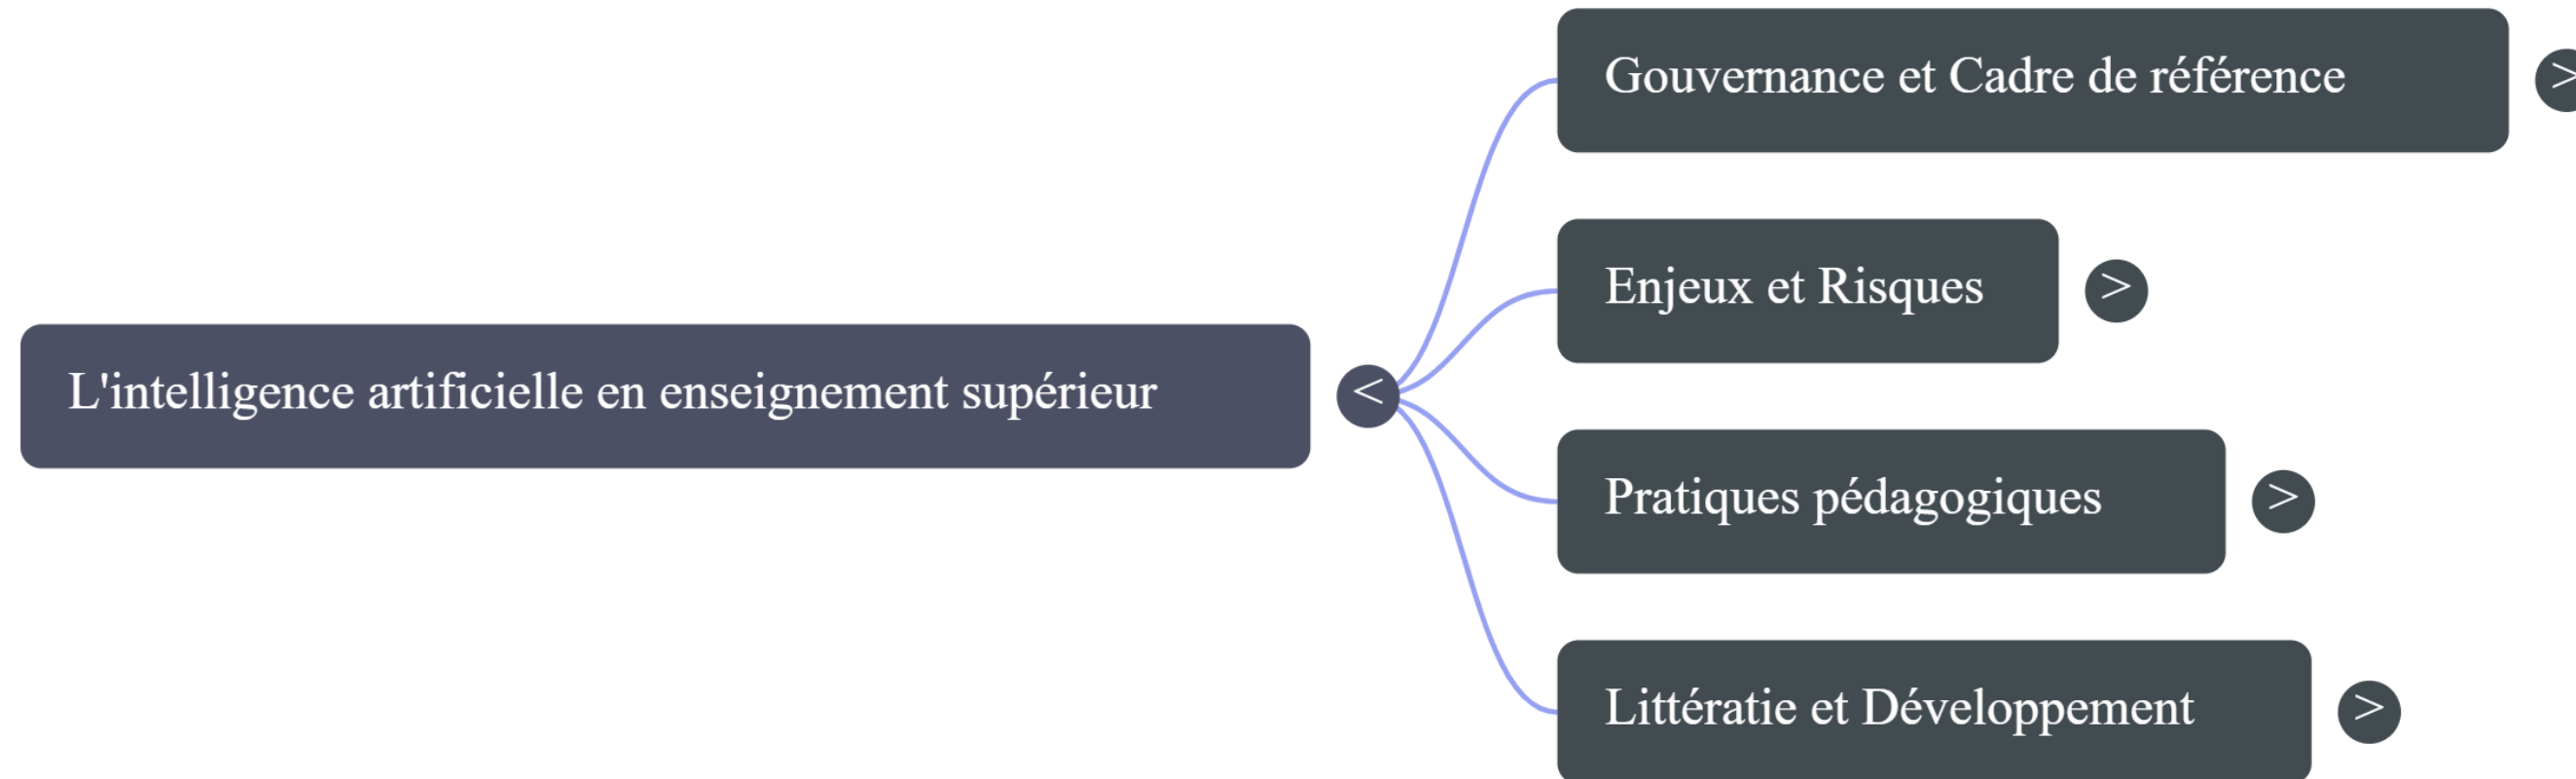 Gouvernance et Cadre de référence
>
Enjeux et Risques
>
L'intelligence artificielle en enseignement supérieur
<
Pratiques pédagogiques
>
Littératie et Développement
>